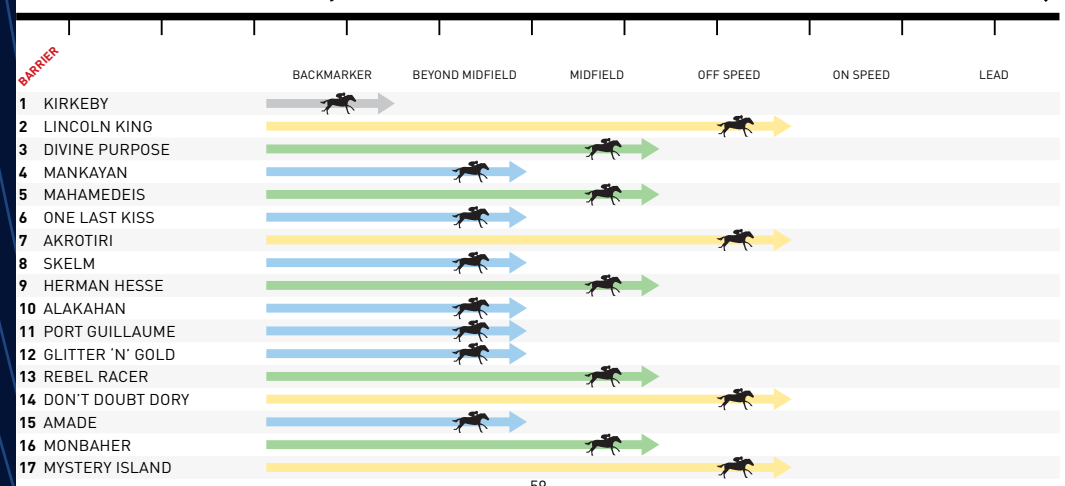 BARRIER
BACKMARKER BEYOND MIDFIELD MIDFIELD OFF SPEED ON SPEED LEAD
1 KIRKEBY
2 LINCOLN KING
3 DIVINE PURPOSE
4 MANKAYAN
5 MAHAMEDEIS
6 ONE LAST KISS
7 AKROTIRI
8 SKELM
9 HERMAN HESSE
10 ALAKAHAN
11 PORT GUILLAUME
12 GLITTER ‘N’ GOLD
13 REBEL RACER
14 DON’T DOUBT DORY
15 AMADE
16 MONBAHER
17 MYSTERY ISLAND